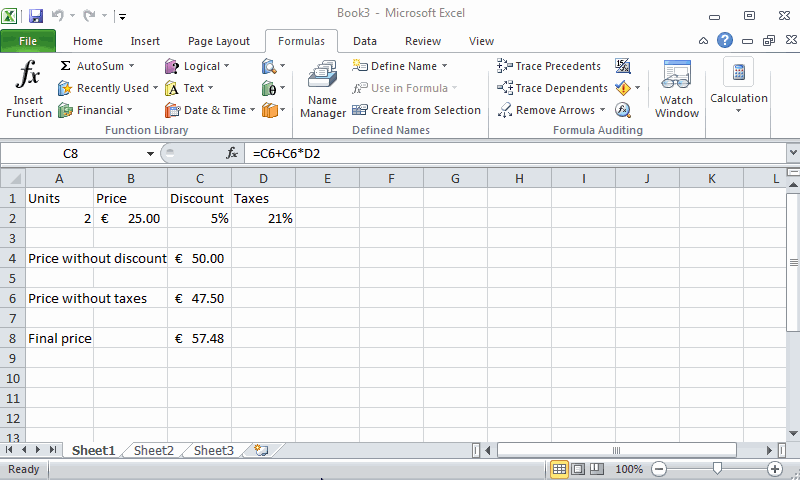 Book3 - Microsoft Excel
File Home Insert Page Layout Formulas Data Review View
Insert Function
Σ AutoSum
Recently Used
Financial
Logical
Text
Date & Time
Function Library
Name Manager
Define Name
Use in Formula
Create from Selection
Defined Names
Trace Precedents
Trace Dependents
Remove Arrows
Formula Auditing
Watch Window
Calculation
C8 fx =C6+C6*D2
A B C D E F G H I J K L
1 Units Price Discount Taxes
2 2 € 25.00 5% 21%
3
4 Price without discount € 50.00
5
6 Price without taxes € 47.50
7
8 Final price € 57.48
9
10
11
12
13
Sheet1 Sheet2 Sheet3
Ready 100%